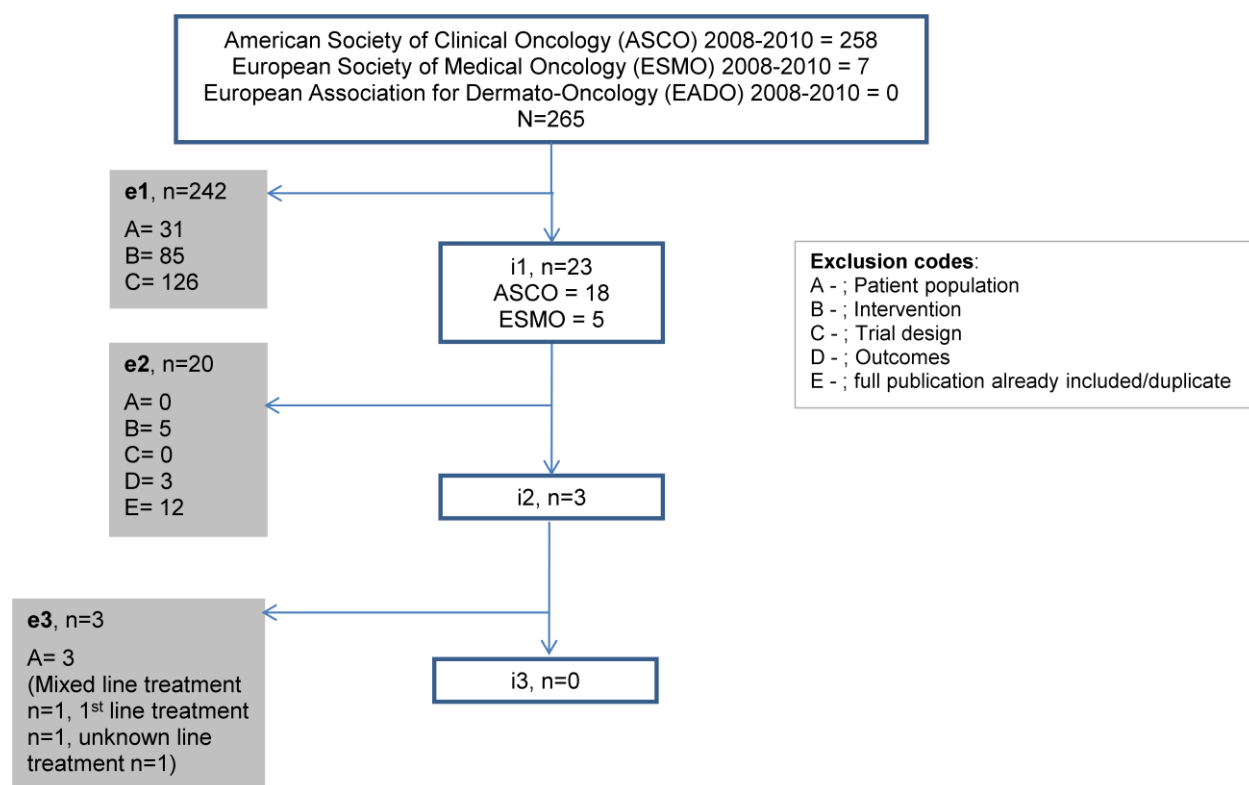 American Society of Clinical Oncology (ASCO) 2008-2010 = 258
European Society of Medical Oncology (ESMO) 2008-2010 = 7
European Association for Dermato-Oncology (EADO) 2008-2010 = 0
N=265
e1, n=242
A= 31
B= 85
C= 126
i1, n=23
ASCO = 18
ESMO = 5
Exclusion codes:
A - ; Patient population
B - ; Intervention
C - ; Trial design
D - ; Outcomes
E - ; full publication already included/duplicate
e2, n=20
A= 0
B= 5
C= 0
D= 3
E= 12
i2, n=3
e3, n=3
A= 3
(Mixed line treatment
n=1, 1st line treatment
n=1, unknown line
treatment n=1)
i3, n=0